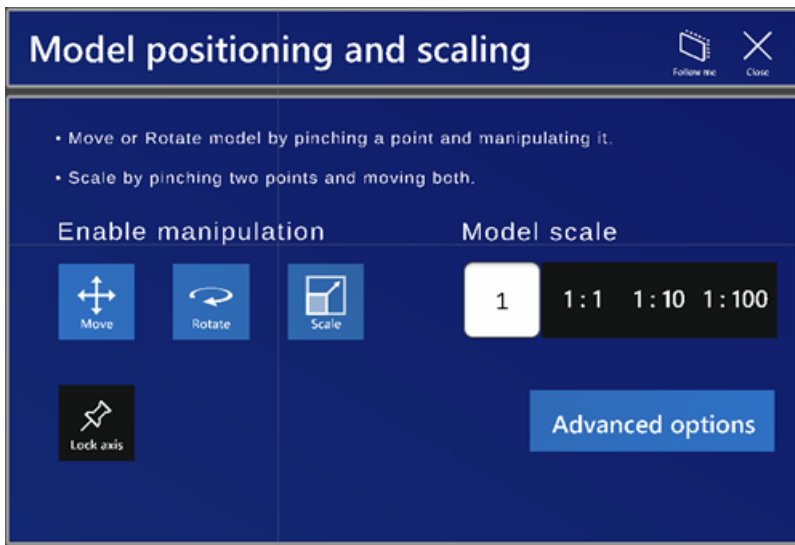 Model positioning and scaling
Follow me
Close
• Move or Rotate model by pinching a point and manipulating it.
• Scale by pinching two points and moving both.
Enable manipulation
Model scale
Move
Rotate
Scale
1
1:1
1:10
1:100
Lock axis
Advanced options